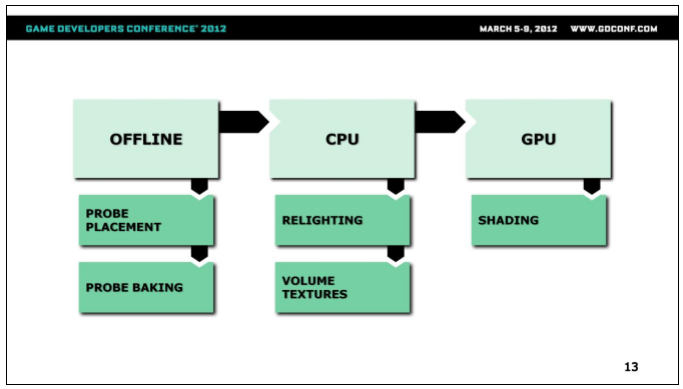 GAME DEVELOPERS CONFERENCE® 2012
MARCH 5-9, 2012 WWW.GDCONF.COM
OFFLINE
CPU
GPU
PROBE
PLACEMENT
RELIGHTING
SHADING
PROBE BAKING
VOLUME
TEXTURES
13